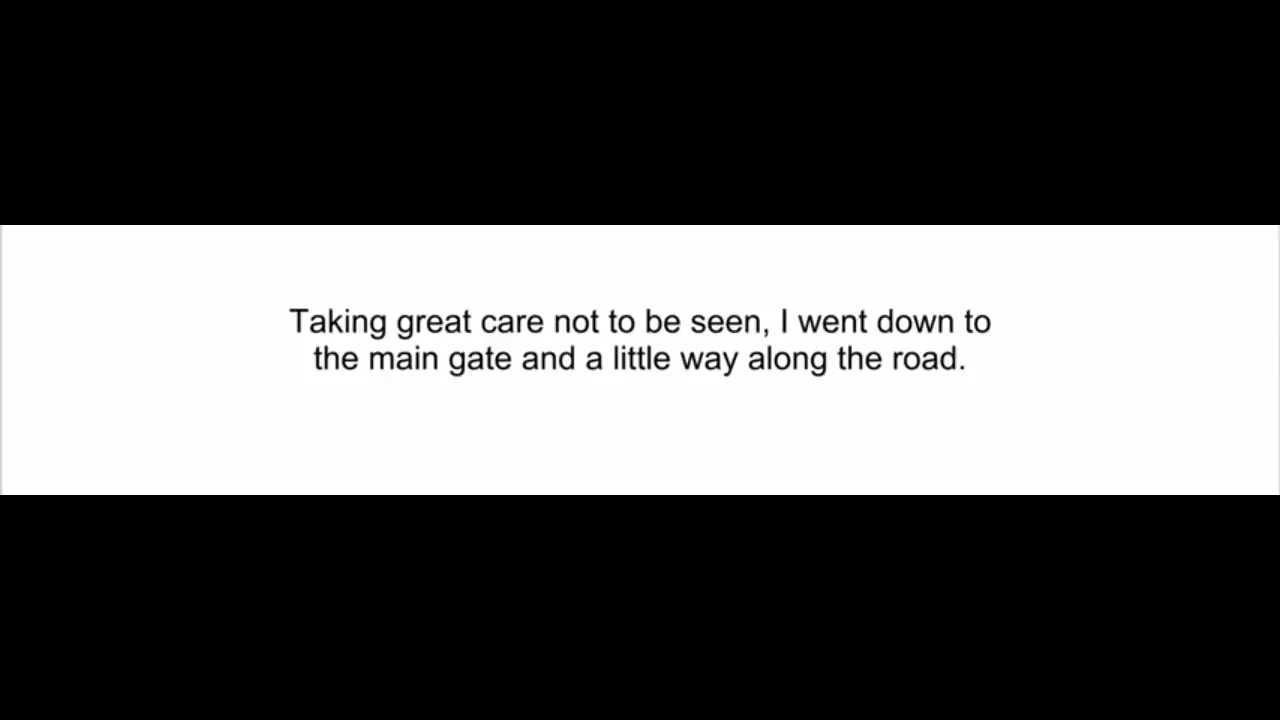 Taking great care not to be seen, I went down to
the main gate and a little way along the road.